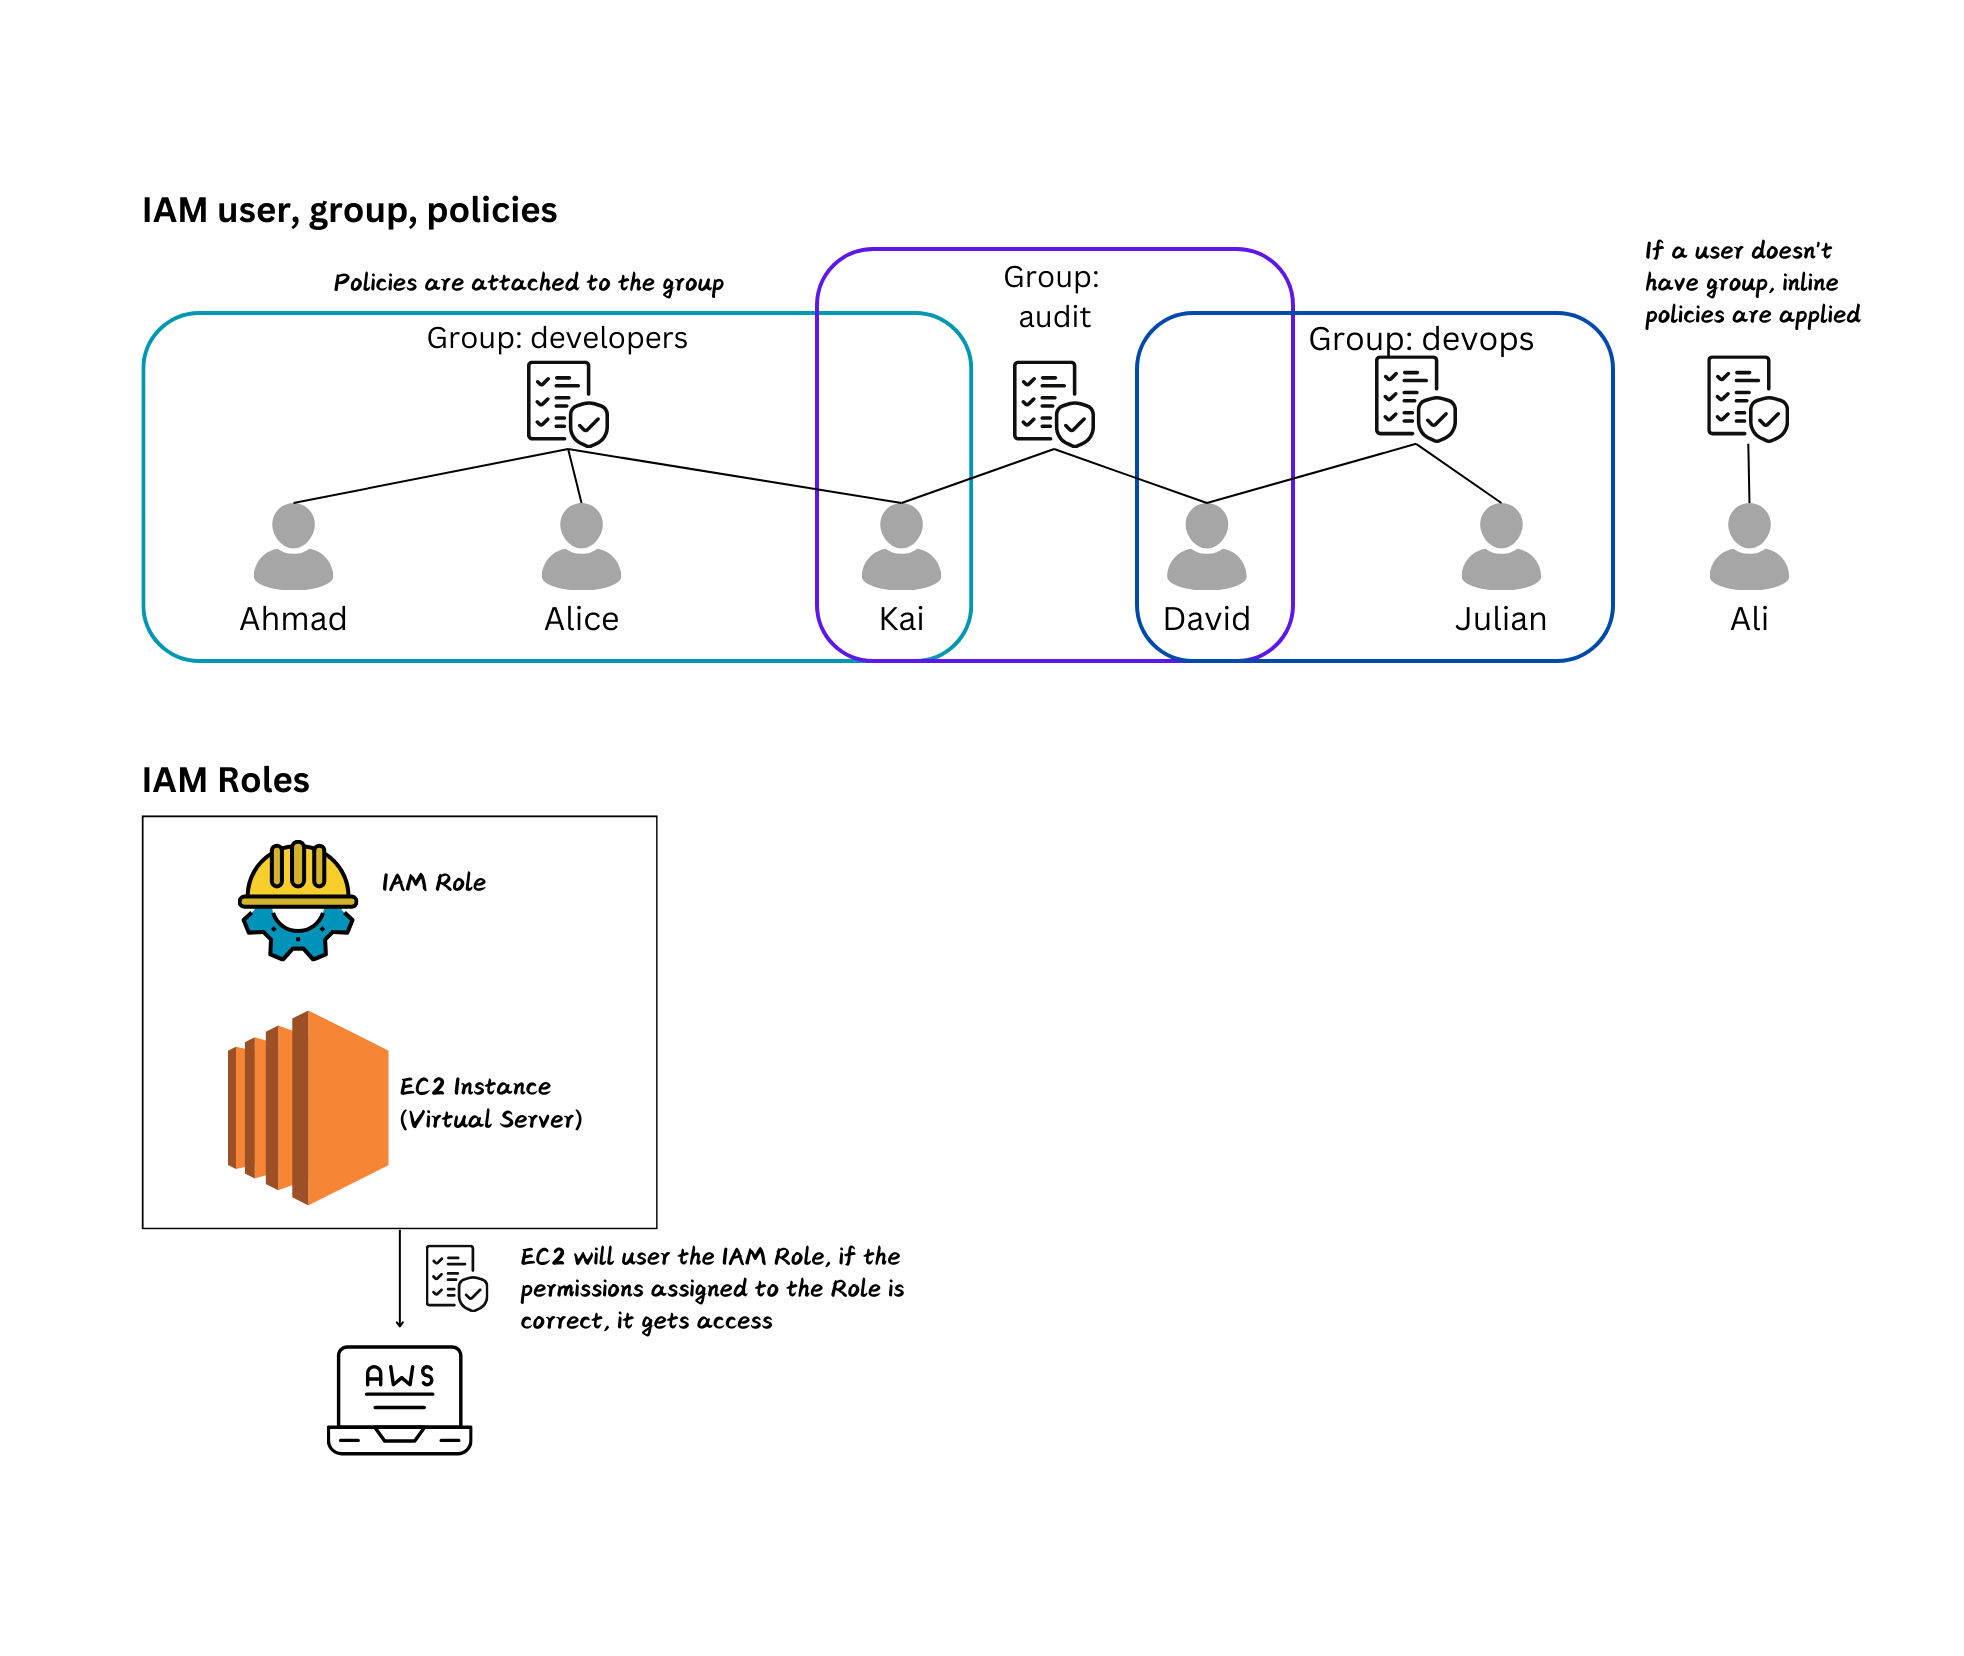 IAM user, group, policies
Policies are attached to the group
Group:
audit
If a user doesn't
have group, inline
policies are applied
Group: developers
Group: devops
Ahmad
Alice
Kai
David
Julian
Ali
IAM Roles
IAM Role
EC2 Instance
(Virtual Server)
EC2 will user the IAM Role, if the
permissions assigned to the Role is
correct, it gets access
AWS